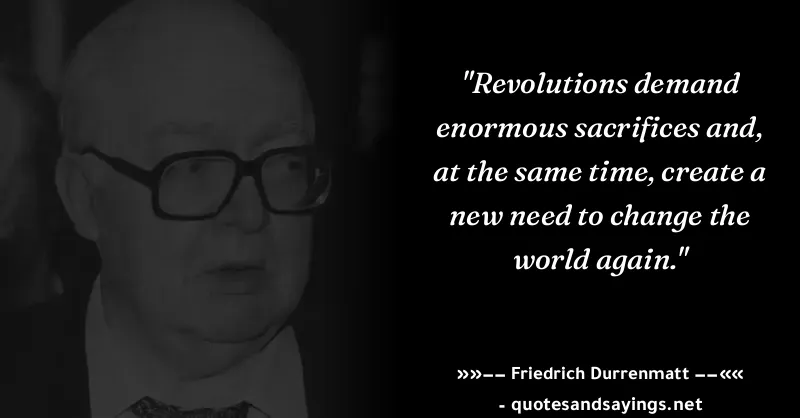 "Revolutions demand
enormous sacrifices and,
at the same time, create a
new need to change the
world again."
»»–– Friedrich Durrenmatt ––««
- quotesandsayings.net